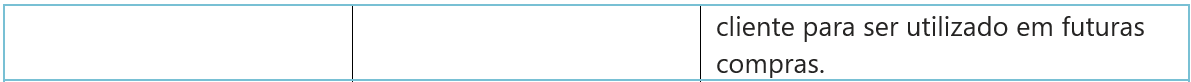 cliente para ser utilizado em futuras
compras.